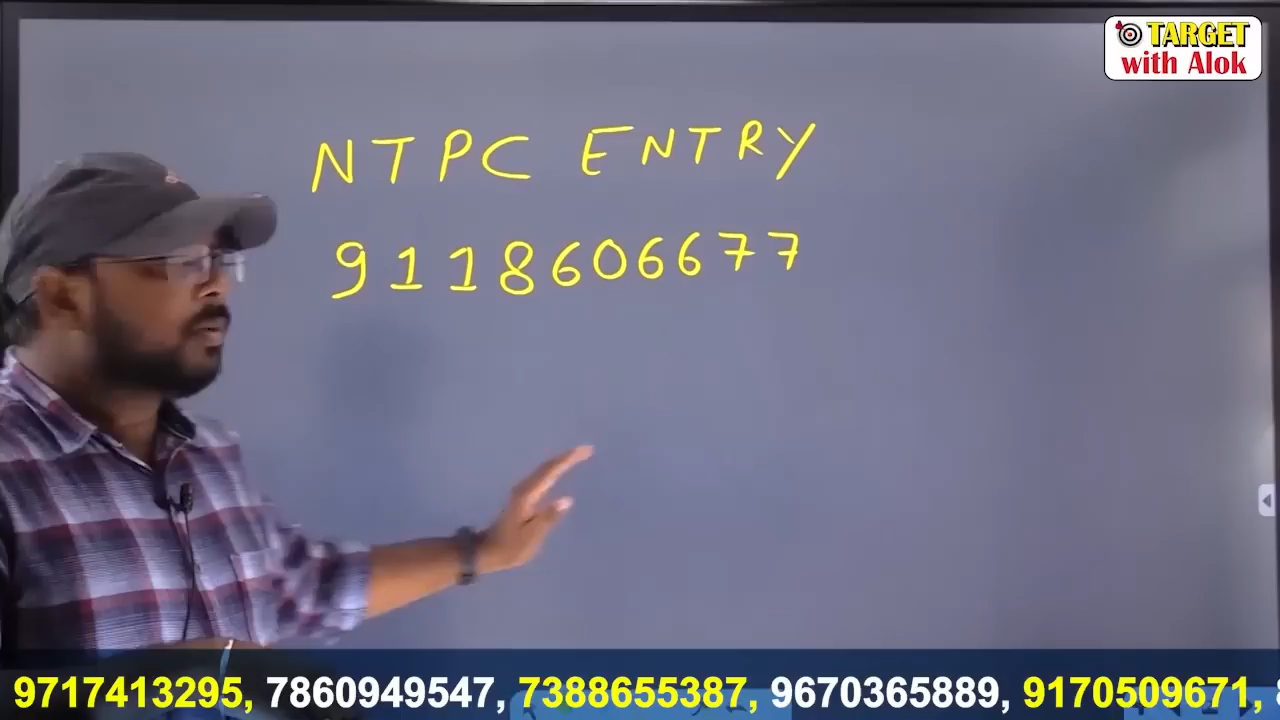 TARGET
with Alok
NTPC ENTRY
9118606677
9717413295, 7860949547, 7388655387, 9670365889, 9170509671,